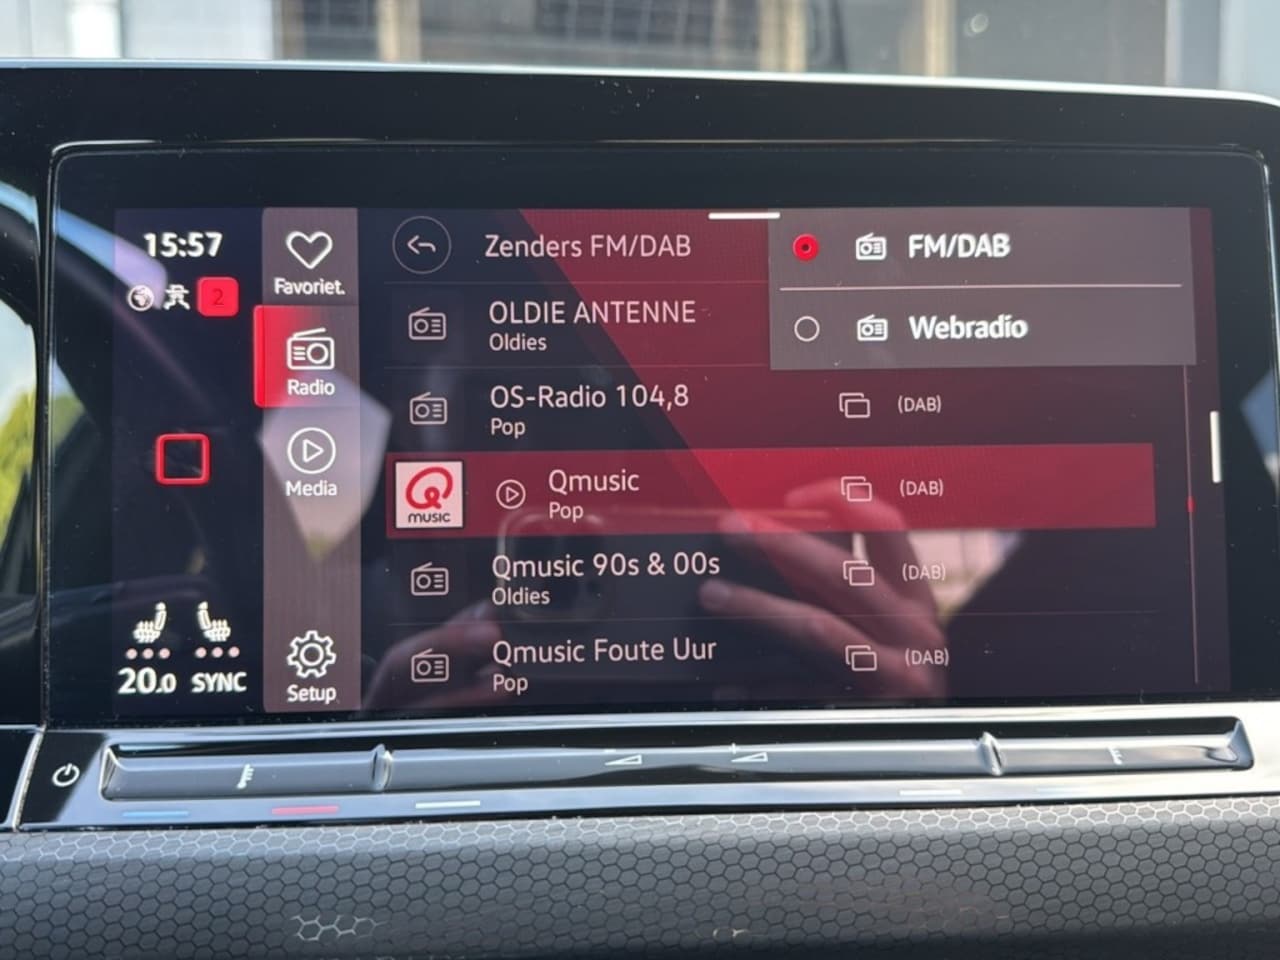 15:57
2
20.0 SYNC
Favoriet.
Radio
Media
Setup
Zenders FM/DAB
OLDIE ANTENNE
Oldies
OS-Radio 104,8
Pop
(DAB)
MUSIC
Qmusic
Pop
(DAB)
Qmusic 90s & 00s
Oldies
(DAB)
Qmusic Foute Uur
Pop
(DAB)
FM/DAB
Webradio